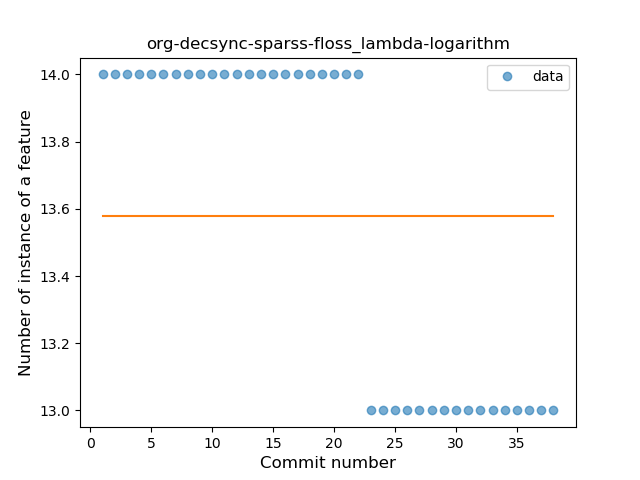 org-decsync-sparss-floss_lambda-logarithm
data
Number of instance of a feature
14.0
13.8
13.6
13.4
13.2
13.0
0 5 10 15 20 25 30 35
Commit number